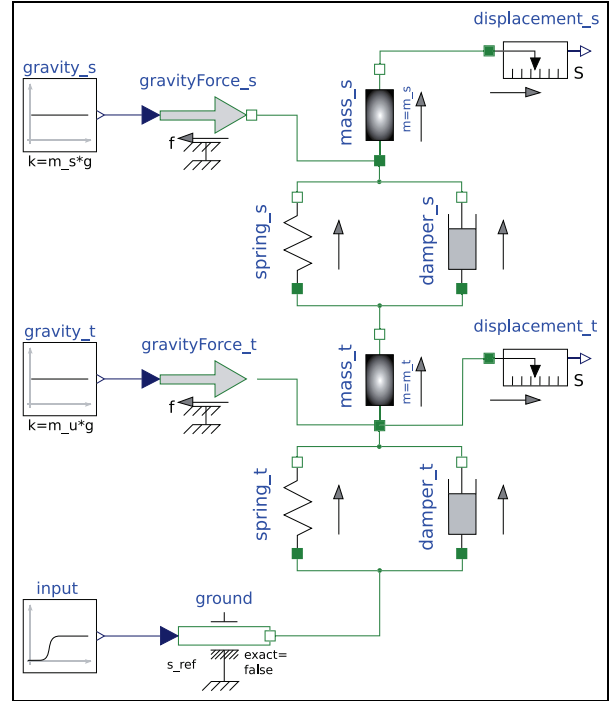 displacement_s
gravity_s
gravityForce_s
mass_s
m=m_s
S
f
k=m_s*g
spring_s
damper_s
displacement_t
gravity_t
gravityForce_t
mass_t
m=m_t
S
f
k=m_u*g
spring_t
damper_t
input
ground
s_ref
exact=
false